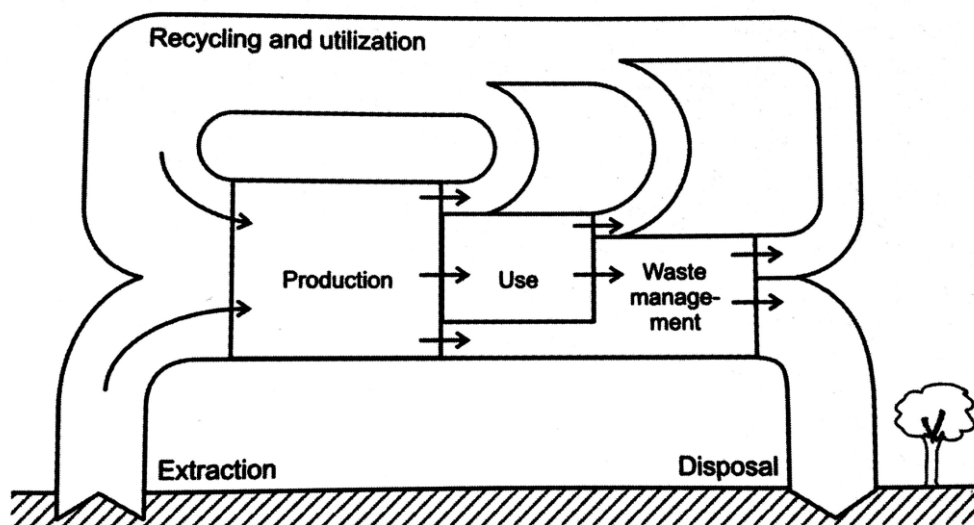 Recycling and utilization
Production
Use
Waste
manage-
ment
Extraction
Disposal